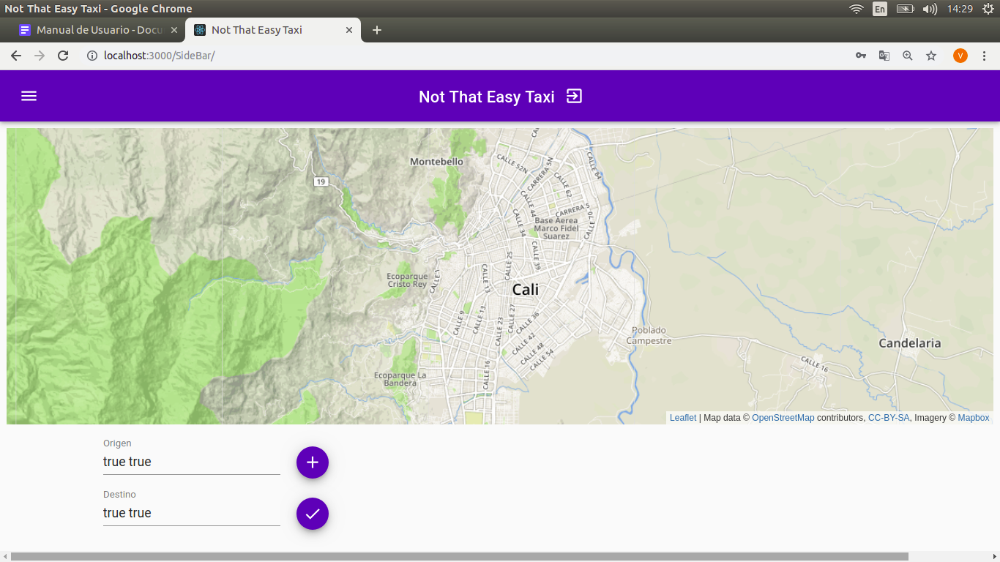 Not That Easy Taxi - Google Chrome
En
14:29
Manual de Usuario - Docu
Not That Easy Taxi
localhost:3000/SideBar/
V
Not That Easy Taxi
Montebello
CALLE 52N
CARRERA 5N
CALLE 84
19
CALLE 62
CALLE 44
CARRERA 5
CALLE 70
Base Aerea
Marco Fidel
Suarez
CALLE 34
CALLE 39
CALLE 25
Ecoparque
Cristo Rey
CALLE 1
CALLE 13
Cali
CALLE 9
CALLE 13
CALLE 23
CALLE 27
CALLE 36
CALLE 42
CALLE 48
CALLE 54
Poblado
Campestre
Candelaria
CALLE 16
CALLE 16
Ecoparque La
Bandera
Leaflet | Map data © OpenStreetMap contributors, CC-BY-SA, Imagery © Mapbox
Origen
true true
Destino
true true